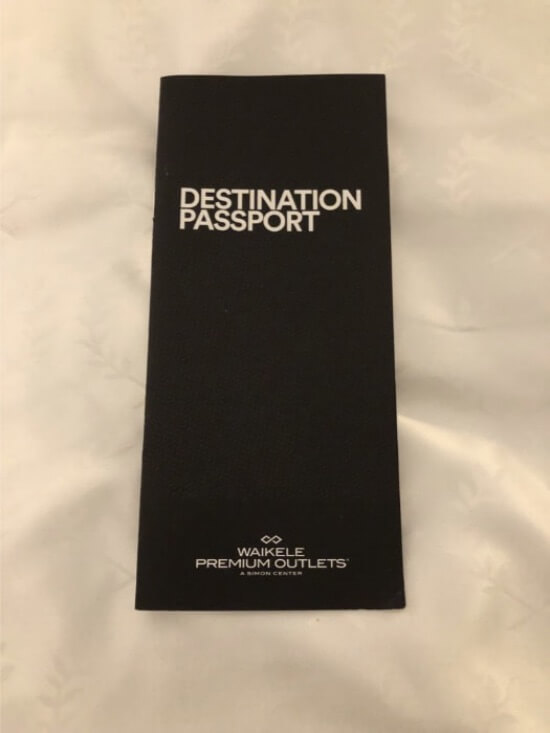 DESTINATION
PASSPORT
WAIKELE
PREMIUM OUTLETS®
A SIMON CENTER